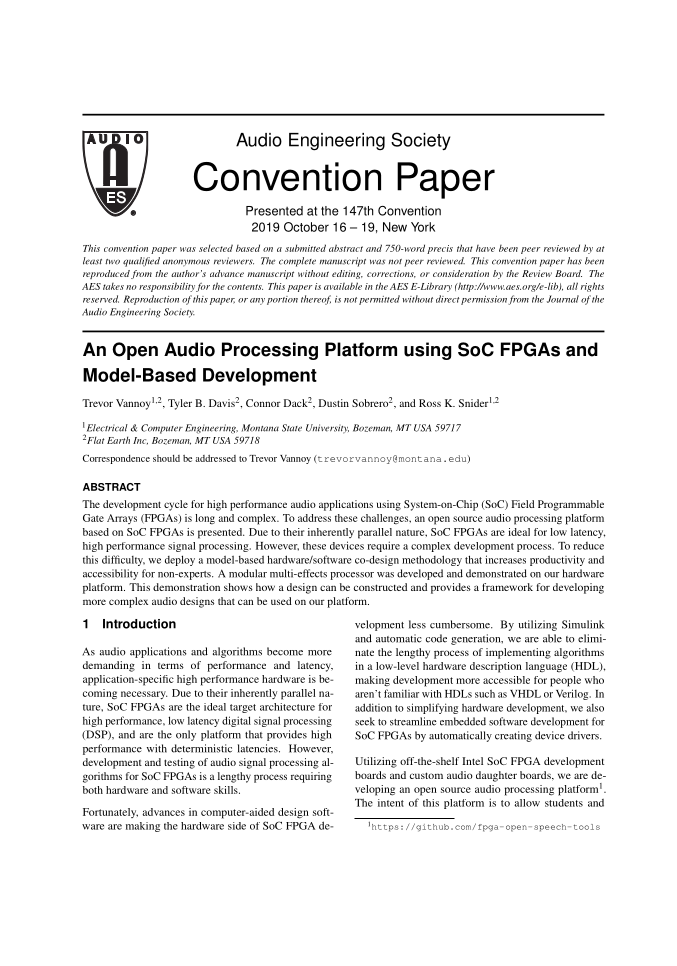 AUDIO
A
ES
Audio Engineering Society
Convention Paper
Presented at the 147th Convention
2019 October 16 – 19, New York
This convention paper was selected based on a submitted abstract and 750-word precis that have been peer reviewed by at
least two qualified anonymous reviewers. The complete manuscript was not peer reviewed. This convention paper has been
reproduced from the author's advance manuscript without editing, corrections, or consideration by the Review Board. The
AES takes no responsibility for the contents. This paper is available in the AES E-Library (http://www.aes.org/e-lib), all rights
reserved. Reproduction of this paper, or any portion thereof, is not permitted without direct permission from the Journal of the
Audio Engineering Society.
An Open Audio Processing Platform using SoC FPGAs and
Model-Based Development
Trevor Vannoy1,2, Tyler B. Davis2, Connor Dack2, Dustin Sobrero2, and Ross K. Snider1,2
1Electrical & Computer Engineering, Montana State University, Bozeman, MT USA 59717
2Flat Earth Inc, Bozeman, MT USA 59718
Correspondence should be addressed to Trevor Vannoy (trevorvannoy@montana.edu)
ABSTRACT
The development cycle for high performance audio applications using System-on-Chip (SoC) Field Programmable
Gate Arrays (FPGAs) is long and complex. To address these challenges, an open source audio processing platform
based on SoC FPGAs is presented. Due to their inherently parallel nature, SoC FPGAs are ideal for low latency,
high performance signal processing. However, these devices require a complex development process. To reduce
this difficulty, we deploy a model-based hardware/software co-design methodology that increases productivity and
accessibility for non-experts. A modular multi-effects processor was developed and demonstrated on our hardware
platform. This demonstration shows how a design can be constructed and provides a framework for developing
more complex audio designs that can be used on our platform.
1 Introduction
As audio applications and algorithms become more
demanding in terms of performance and latency,
application-specific high performance hardware is be-
coming necessary. Due to their inherently parallel na-
ture, SoC FPGAs are the ideal target architecture for
high performance, low latency digital signal processing
(DSP), and are the only platform that provides high
performance with deterministic latencies. However,
development and testing of audio signal processing al-
gorithms for SoC FPGAs is a lengthy process requiring
both hardware and software skills.
Fortunately, advances in computer-aided design soft-
ware are making the hardware side of SoC FPGA de-
velopment less cumbersome. By utilizing Simulink
and automatic code generation, we are able to elimi-
nate the lengthy process of implementing algorithms
in a low-level hardware description language (HDL),
making development more accessible for people who
aren't familiar with HDLs such as VHDL or Verilog. In
addition to simplifying hardware development, we also
seek to streamline embedded software development for
SoC FPGAs by automatically creating device drivers.
Utilizing off-the-shelf Intel SoC FPGA development
boards and custom audio daughter boards, we are de-
veloping an open source audio processing platform1.
The intent of this platform is to allow students and
1https://github.com/fpga-open-speech-tools